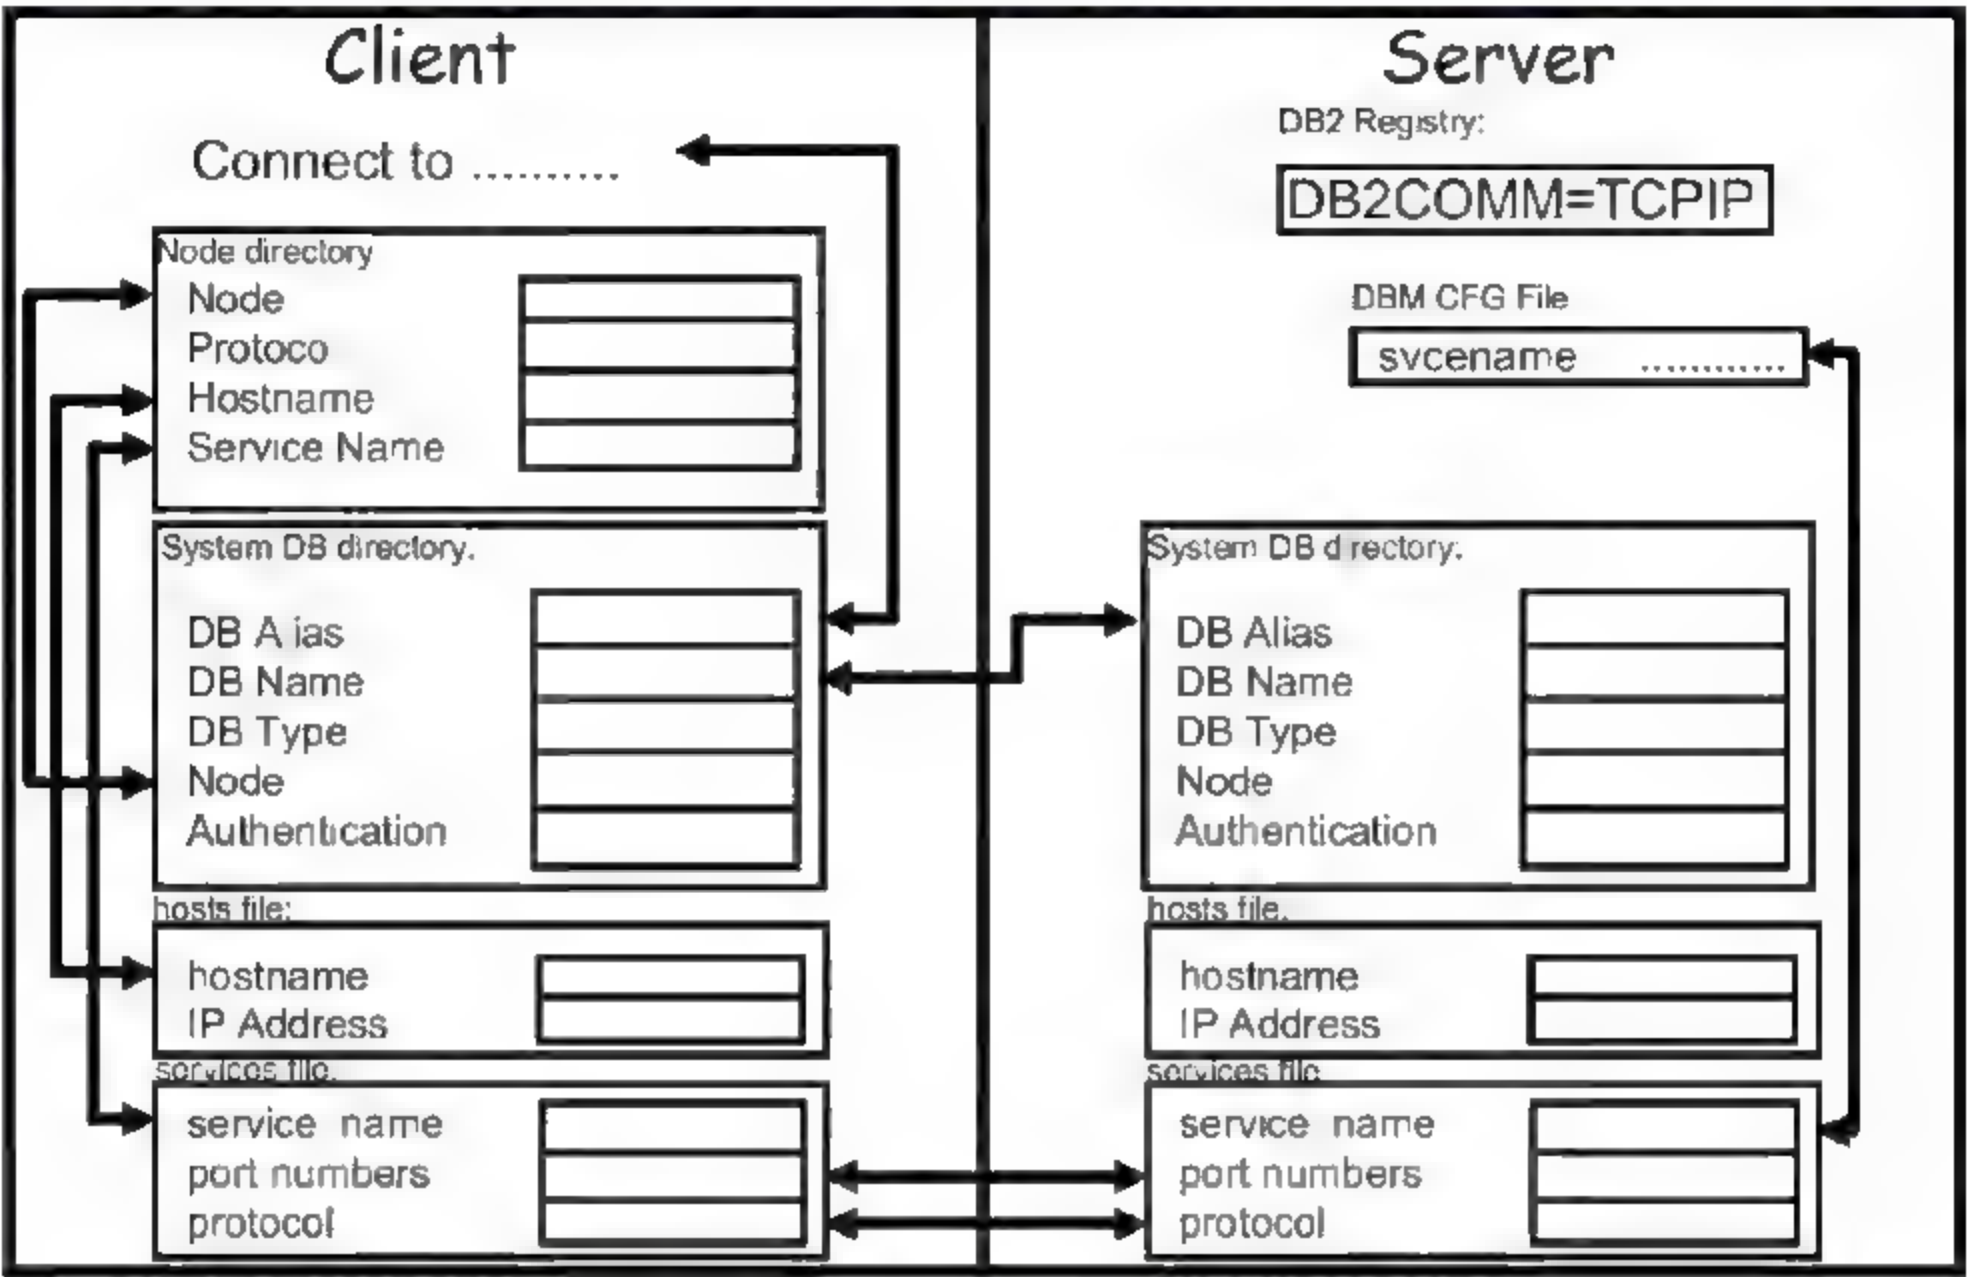 Client
Connect to ..........
Node directory
Node
Protoco
Hostname
Service Name
System DB directory.
DB Alias
DB Name
DB Type
Node
Authentication
hosts file:
hostname
IP Address
services file.
service name
port numbers
protocol
Server
DB2 Registry:
DB2COMM=TCPIP
DBM CFG File
svcename ............
System DB directory.
DB Alias
DB Name
DB Type
Node
Authentication
hosts file.
hostname
IP Address
services file
service name
port numbers
protocol